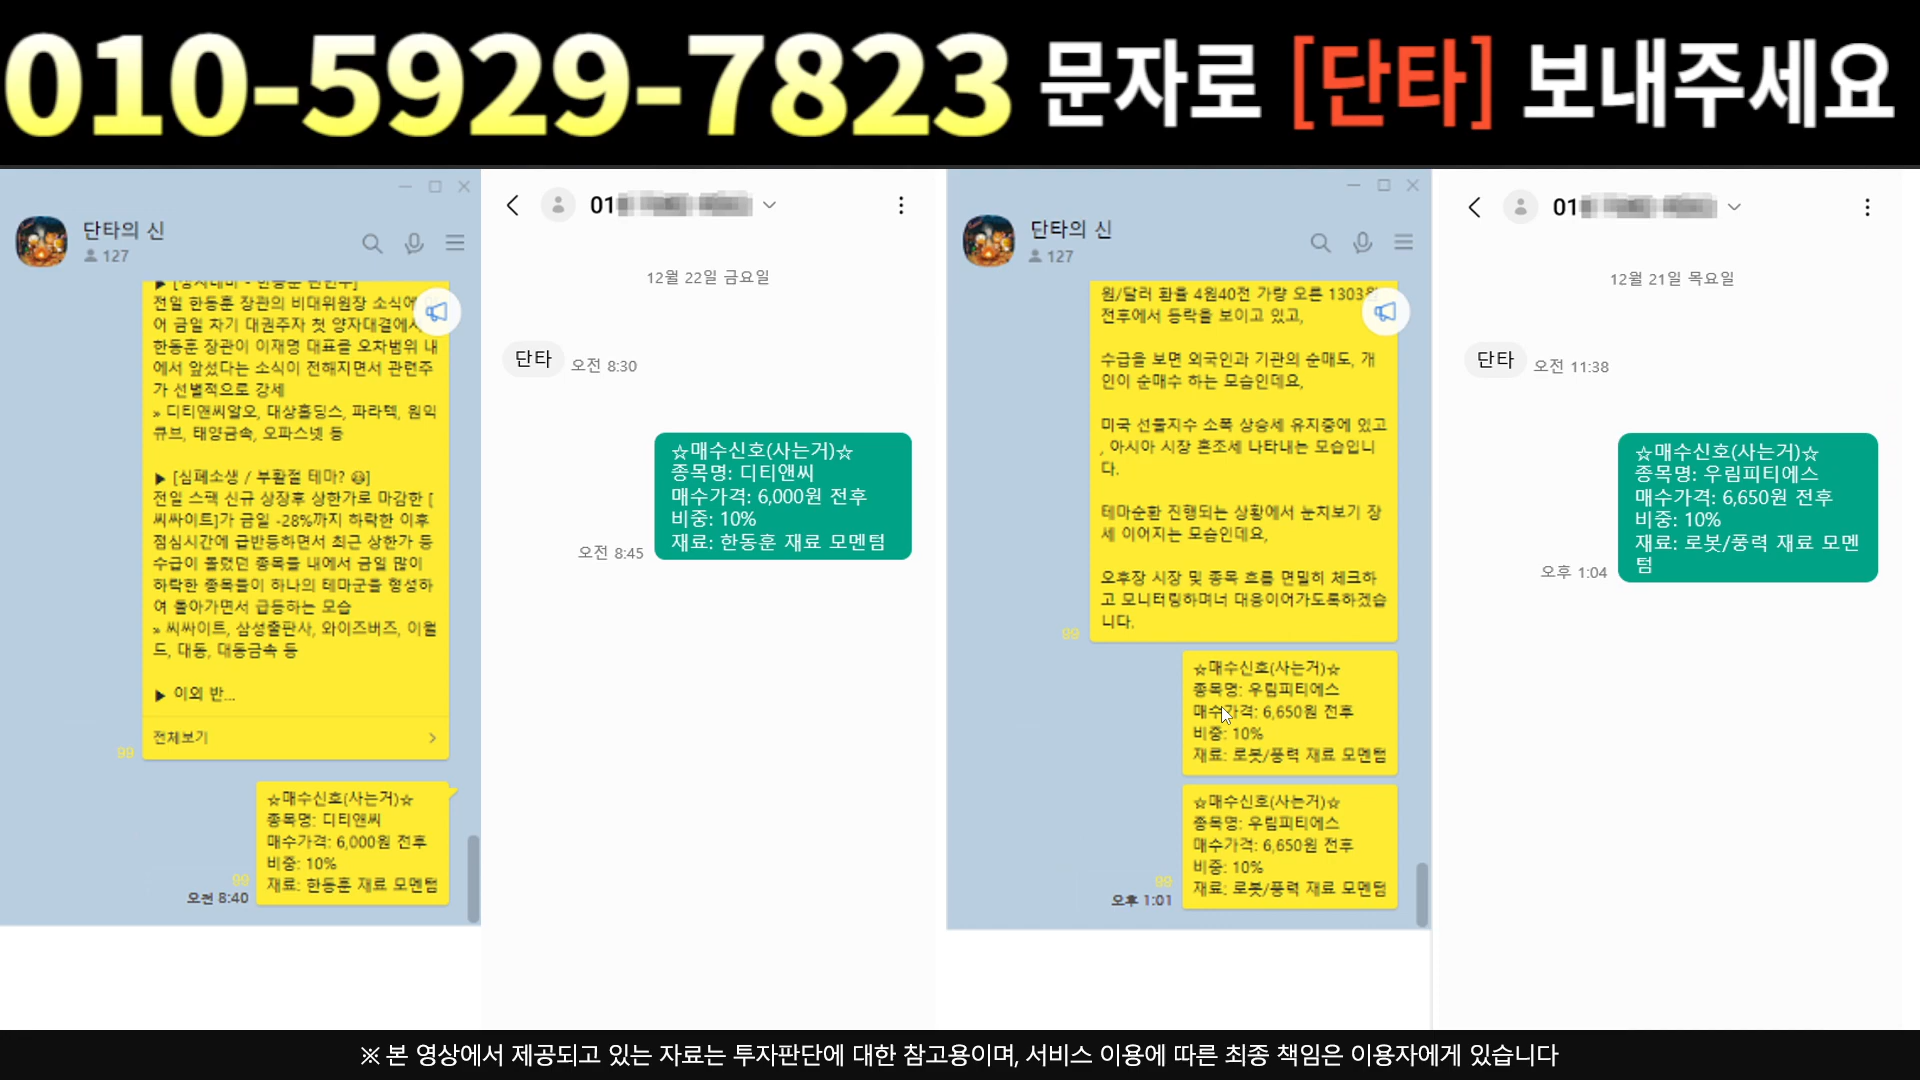 010-5929-7823 문자로 [단타] 보내주세요
단타의 신
127
전일 한동훈 장관의 비대위원장 소식에
어 금일 차기 대권주자 첫 양자대결에서
한동훈 장관이 이재명 대표를 오차범위 내
에서 앞섰다는 소식이 전해지면서 관련주
가 선별적으로 강세
» 디티앤씨알오, 대상홀딩스, 파라텍, 원익
큐브, 태양금속, 오파스넷 등
▶ [심폐소생 / 부활절 테마? 😆]
전일 스팩 신규 상장후 상한가로 마감한 [
씨싸이트]가 금일 -28%까지 하락한 이후
점심시간에 급반등하면서 최근 상한가 등
수급이 몰렸던 종목들 내에서 금일 많이
하락한 종목들이 하나의 테마군을 형성하
여 돌아가면서 급등하는 모습
» 씨싸이트, 삼성출판사, 와이즈버즈, 이월
드, 대동, 대동금속 등
▶ 이외 반...
전체보기
99
☆매수신호(사는거)☆
종목명: 디티앤씨
매수가격: 6,000원 전후
비중: 10%
재료: 한동훈 재료 모멘텀
99
오전 8:40
01
12월 22일 금요일
단타
오전 8:30
☆매수신호(사는거)☆
종목명: 디티앤씨
매수가격: 6,000원 전후
비중: 10%
재료: 한동훈 재료 모멘텀
오전 8:45
단타의 신
127
원/달러 환율 4원40전 가량 오른 1303원
전후에서 등락을 보이고 있고,
수급을 보면 외국인과 기관의 순매도, 개
인이 순매수 하는 모습인데요,
미국 선물지수 소폭 상승세 유지중에 있고
, 아시아 시장 혼조세 나타내는 모습입니
다.
테마순환 진행되는 상황에서 눈치보기 장
세 이어지는 모습인데요,
오후장 시장 및 종목 흐름 면밀히 체크하
고 모니터링하며너 대응이어가도록하겠습
니다.
99
☆매수신호(사는거)☆
종목명: 우림피티에스
매수가격: 6,650원 전후
비중: 10%
재료: 로봇/풍력 재료 모멘텀
☆매수신호(사는거)☆
종목명: 우림피티에스
매수가격: 6,650원 전후
비중: 10%
재료: 로봇/풍력 재료 모멘텀
99
오후 1:01
01
12월 21일 목요일
단타
오전 11:38
☆매수신호(사는거)☆
종목명: 우림피티에스
매수가격: 6,650원 전후
비중: 10%
재료: 로봇/풍력 재료 모멘
텀
오후 1:04
※ 본 영상에서 제공되고 있는 자료는 투자판단에 대한 참고용이며, 서비스 이용에 따른 최종 책임은 이용자에게 있습니다